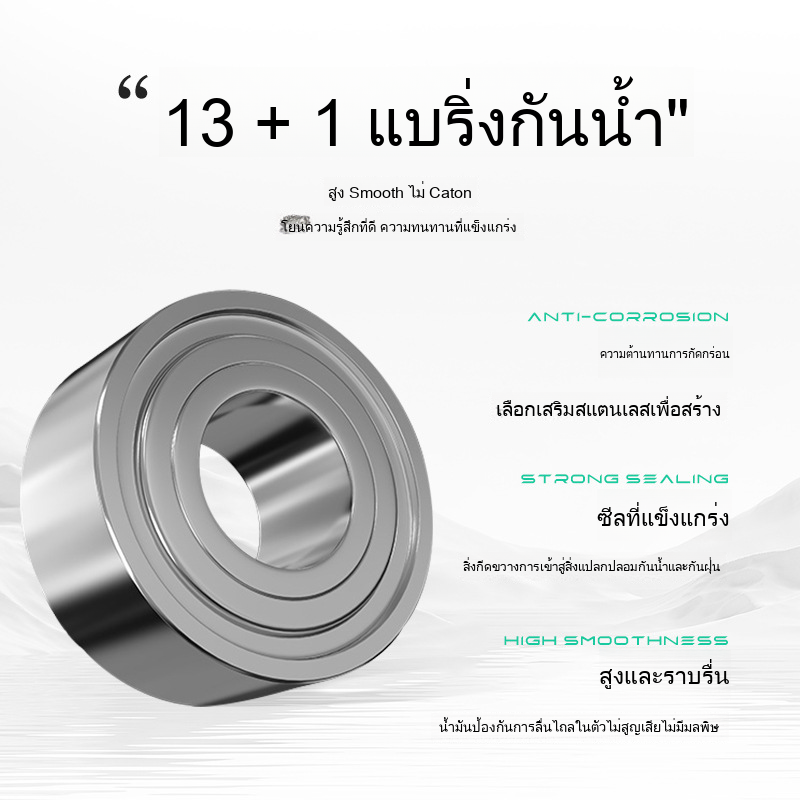 “ 13 + 1 แบริ่งกันน้ำ"
สูง Smooth ไม่ Caton
โยนความรู้สึกที่ดี ความทนทานที่แข็งแกร่ง
ANTI-CORROSION
ความต้านทานการกัดกร่อน
เลือกเสริมสแตนเลสเพื่อสร้าง
STRONG SEALING
ซีลที่แข็งแกร่ง
สิ่งกีดขวางการเข้าสู่สิ่งแปลกปลอมกันน้ำและกันฝุ่น
HIGH SMOOTHNESS
สูงและราบรื่น
น้ำมันป้องกันการลื่นไถลในตัวไม่สูญเสียไม่มีมลพิษ